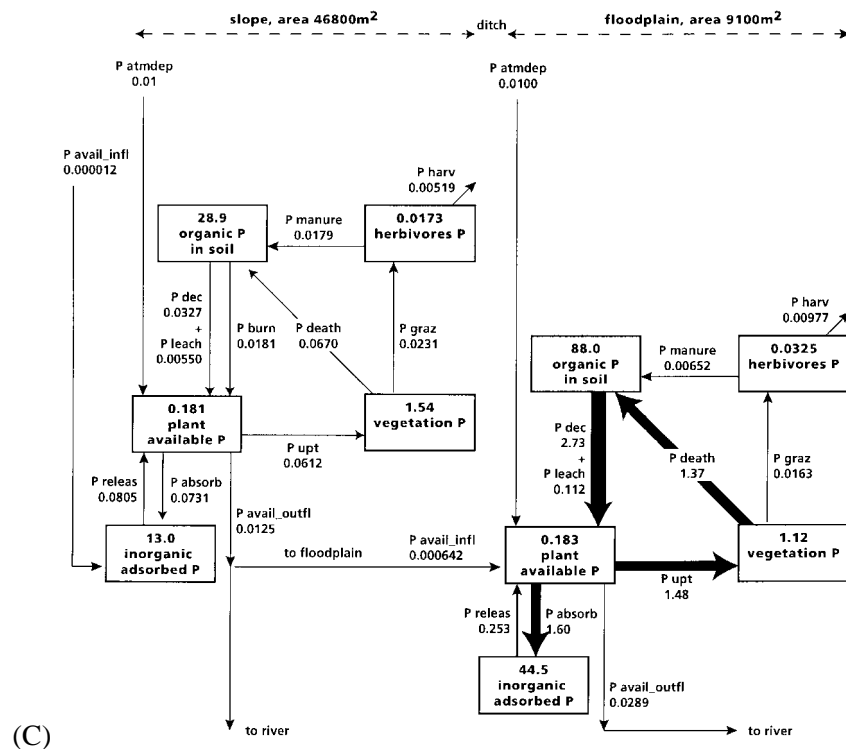 slope, area 46800m²
ditch
floodplain, area 9100m²
P atmdep
0.01
P atmdep
0.0100
P avail_infl
0.000012
P harv
0.00519
28.9
organic P
in soil
P manure
0.0179
0.0173
herbivores P
P dec
0.0327
+
P leach
0.00550
P burn
0.0181
P death
0.0670
P graz
0.0231
P harv
0.00977
88.0
organic P
in soil
P manure
0.00652
0.0325
herbivores P
0.181
plant
available P
1.54
vegetation P
P upt
0.0612
P dec
2.73
+
P leach
0.112
P death
1.37
P graz
0.0163
P releas
0.0805
P absorb
0.0731
P avail_outfl
0.0125
13.0
inorganic
adsorbed P
to floodplain
P avail_infl
0.000642
0.183
plant
available P
1.12
vegetation P
P upt
1.48
P releas
0.253
P absorb
1.60
44.5
inorganic
adsorbed P
P avail_outfl
0.0289
(C)
to river
to river